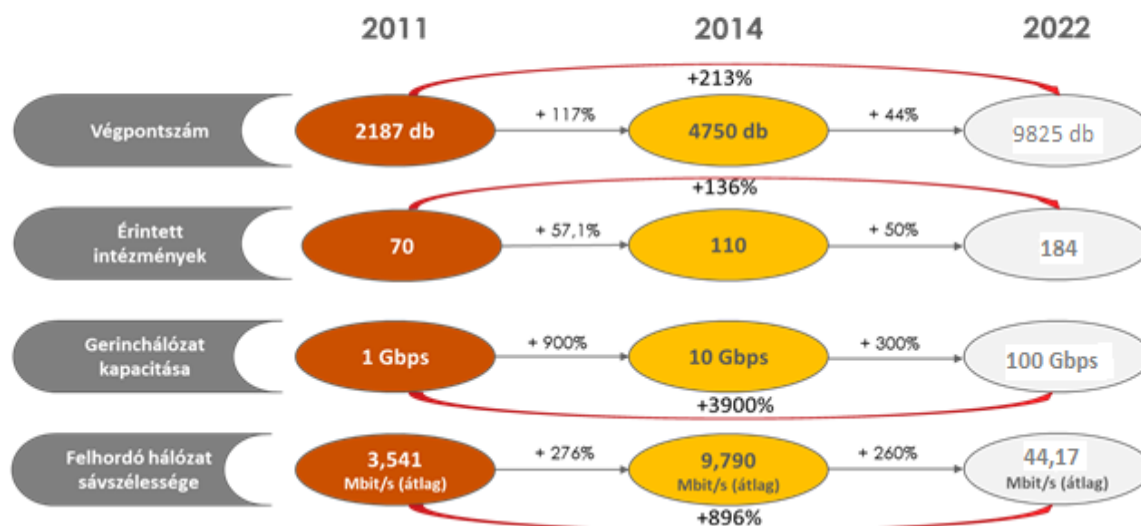 2011 2014 2022
+213%
Végpontszám 2187 db + 117% 4750 db + 44% 9825 db
+136%
Érintett
intézmények
70 + 57,1% 110 + 50% 184
Gerinchálózat
kapacitása
1 Gbps + 900% 10 Gbps + 300% 100 Gbps
+3900%
Felhordó hálózat
sávszélessége
3,541
Mbit/s (átlag)
+ 276%
9,790
Mbit/s (átlag)
+ 260%
44,17
Mbit/s (átlag)
+896%